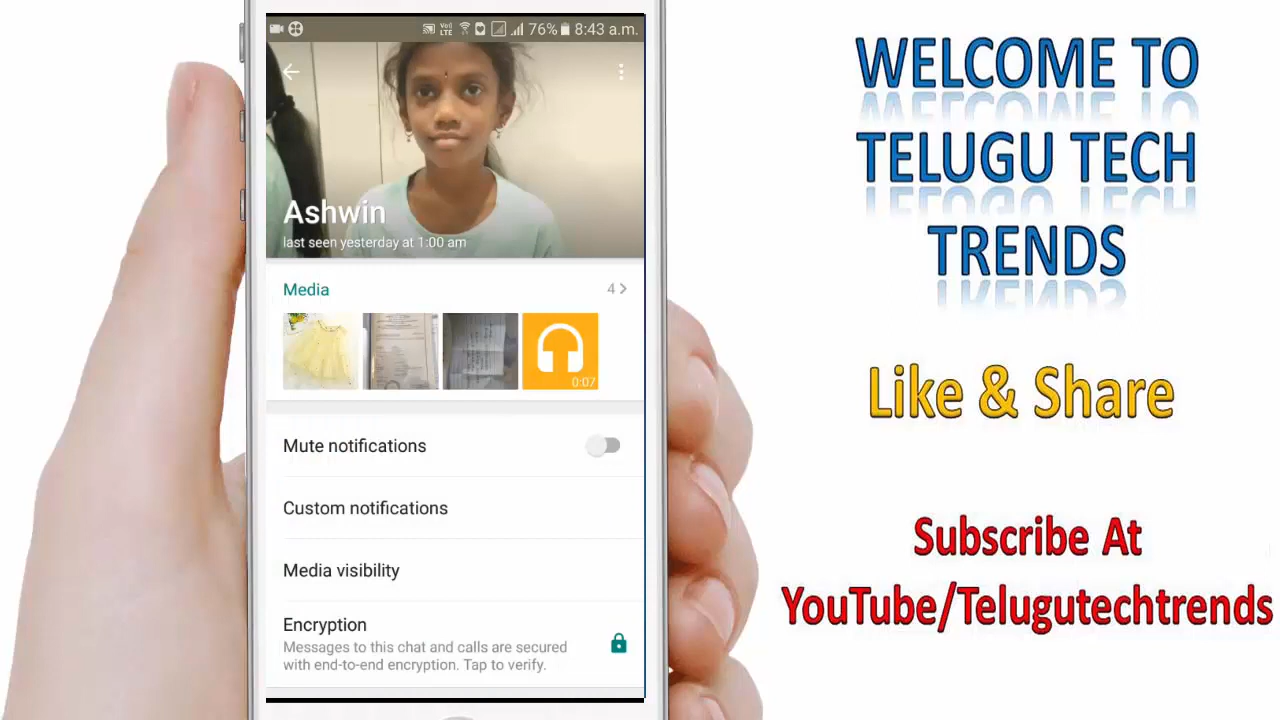 VoLTE 76% 8:43 a.m.
Ashwin
last seen yesterday at 1:00 am
Media 4
0:07
Mute notifications
Custom notifications
Media visibility
Encryption
Messages to this chat and calls are secured
with end-to-end encryption. Tap to verify.
WELCOME TO
TELUGU TECH
TRENDS
Like & Share
Subscribe At
YouTube/Telugutechtrends